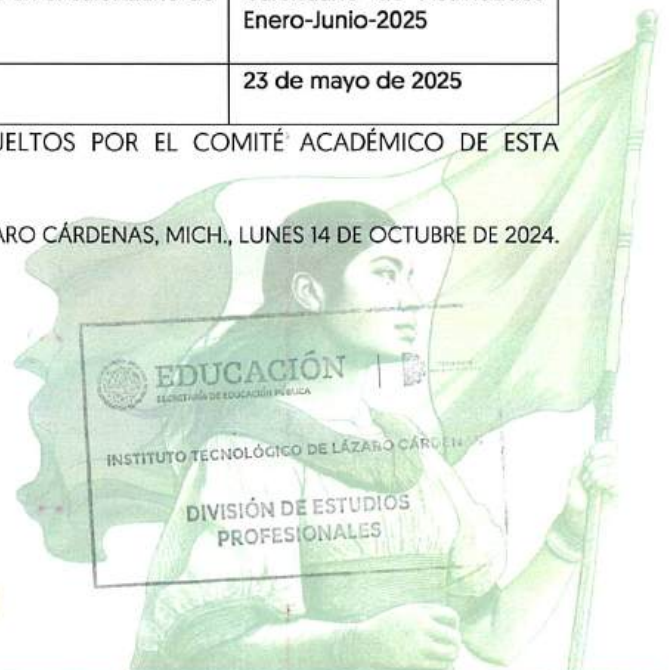 Enero-Junio-2025
23 de mayo de 2025
UELTOS POR EL COMITÉ ACADÉMICO DE ESTA
ARO CÁRDENAS, MICH., LUNES 14 DE OCTUBRE DE 2024.
EDUCACIÓN
SECRETARÍA DE EDUCACIÓN PÚBLICA
INSTITUTO TECNOLÓGICO DE LÁZARO CÁRDENAS
DIVISIÓN DE ESTUDIOS
PROFESIONALES